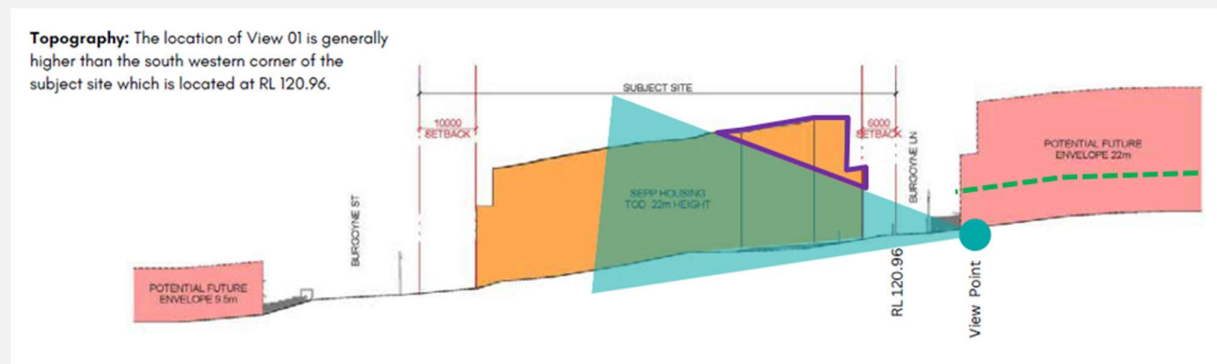 Topography: The location of View 01 is generally
higher than the south western corner of the
subject site which is located at RL 120.96.
SUBJECT SITE
10000
SETBACK
6000
SETBACK
BURGOYNE ST
BURGOYNE LN
POTENTIAL FUTURE
ENVELOPE 22m
SEPP HOUSING
TOD 22m HEIGHT
POTENTIAL FUTURE
ENVELOPE 9.5m
RL 120.96
View Point